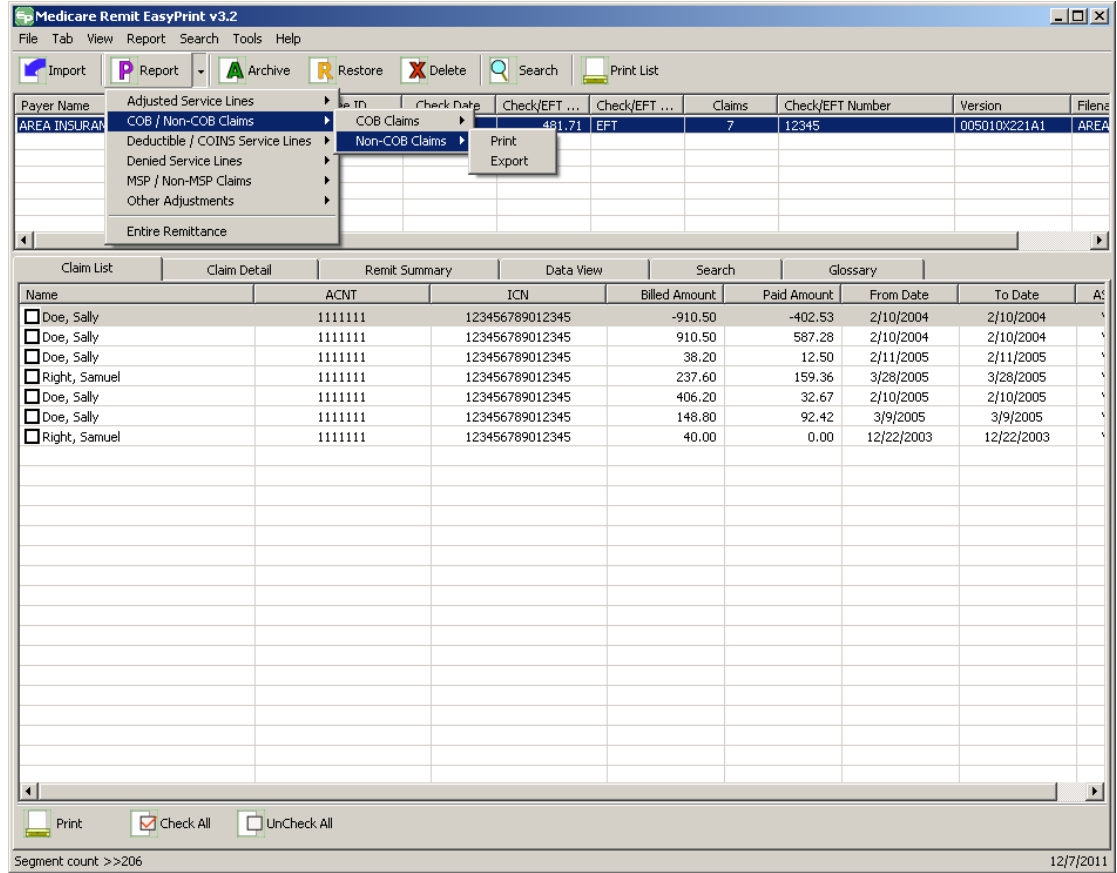 Medicare Remit EasyPrint v3.2
File Tab View Report Search Tools Help
Import Report Archive Restore Delete Search Print List
Payer Name ee ID Check Date Check/EFT ... Check/EFT ... Claims Check/EFT Number Version Filena
AREA INSURAN 481.71 EFT 7 12345 005010X221A1 AREA
Adjusted Service Lines
COB / Non-COB Claims
Deductible / COINS Service Lines
Denied Service Lines
MSP / Non-MSP Claims
Other Adjustments
Entire Remittance
COB Claims
Non-COB Claims
Print
Export
Claim List Claim Detail Remit Summary Data View Search Glossary
Name ACNT ICN Billed Amount Paid Amount From Date To Date AS
Doe, Sally 1111111 123456789012345 -910.50 -402.53 2/10/2004 2/10/2004
Doe, Sally 1111111 123456789012345 910.50 587.28 2/10/2004 2/10/2004
Doe, Sally 1111111 123456789012345 38.20 12.50 2/11/2005 2/11/2005
Right, Samuel 1111111 123456789012345 237.60 159.36 3/28/2005 3/28/2005
Doe, Sally 1111111 123456789012345 406.20 32.67 2/10/2005 2/10/2005
Doe, Sally 1111111 123456789012345 148.80 92.42 3/9/2005 3/9/2005
Right, Samuel 1111111 123456789012345 40.00 0.00 12/22/2003 12/22/2003
Print Check All UnCheck All
Segment count >>206 12/7/2011